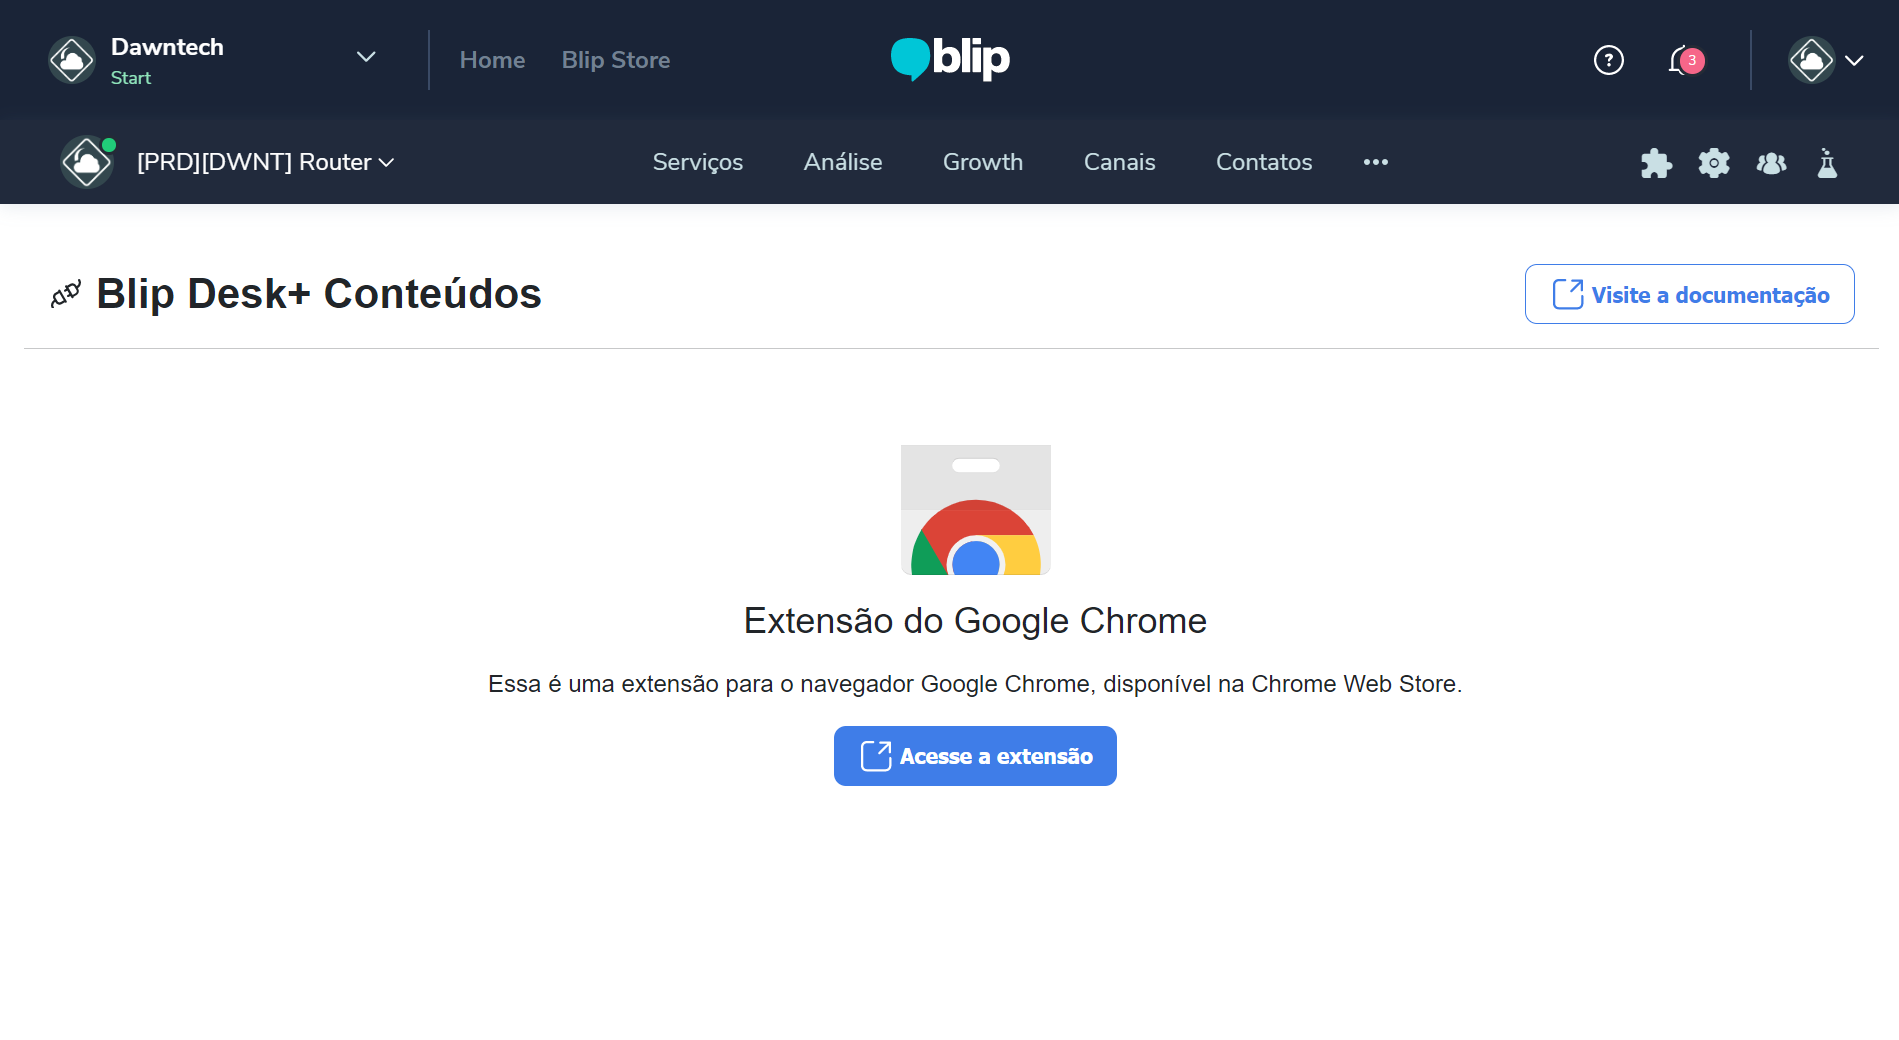 Dawntech
Start
Home
Blip Store
blip
?
3
[PRD][DWNT] Router
Serviços
Análise
Growth
Canais
Contatos
Blip Desk+ Conteúdos
Visite a documentação
Extensão do Google Chrome
Essa é uma extensão para o navegador Google Chrome, disponível na Chrome Web Store.
Acesse a extensão